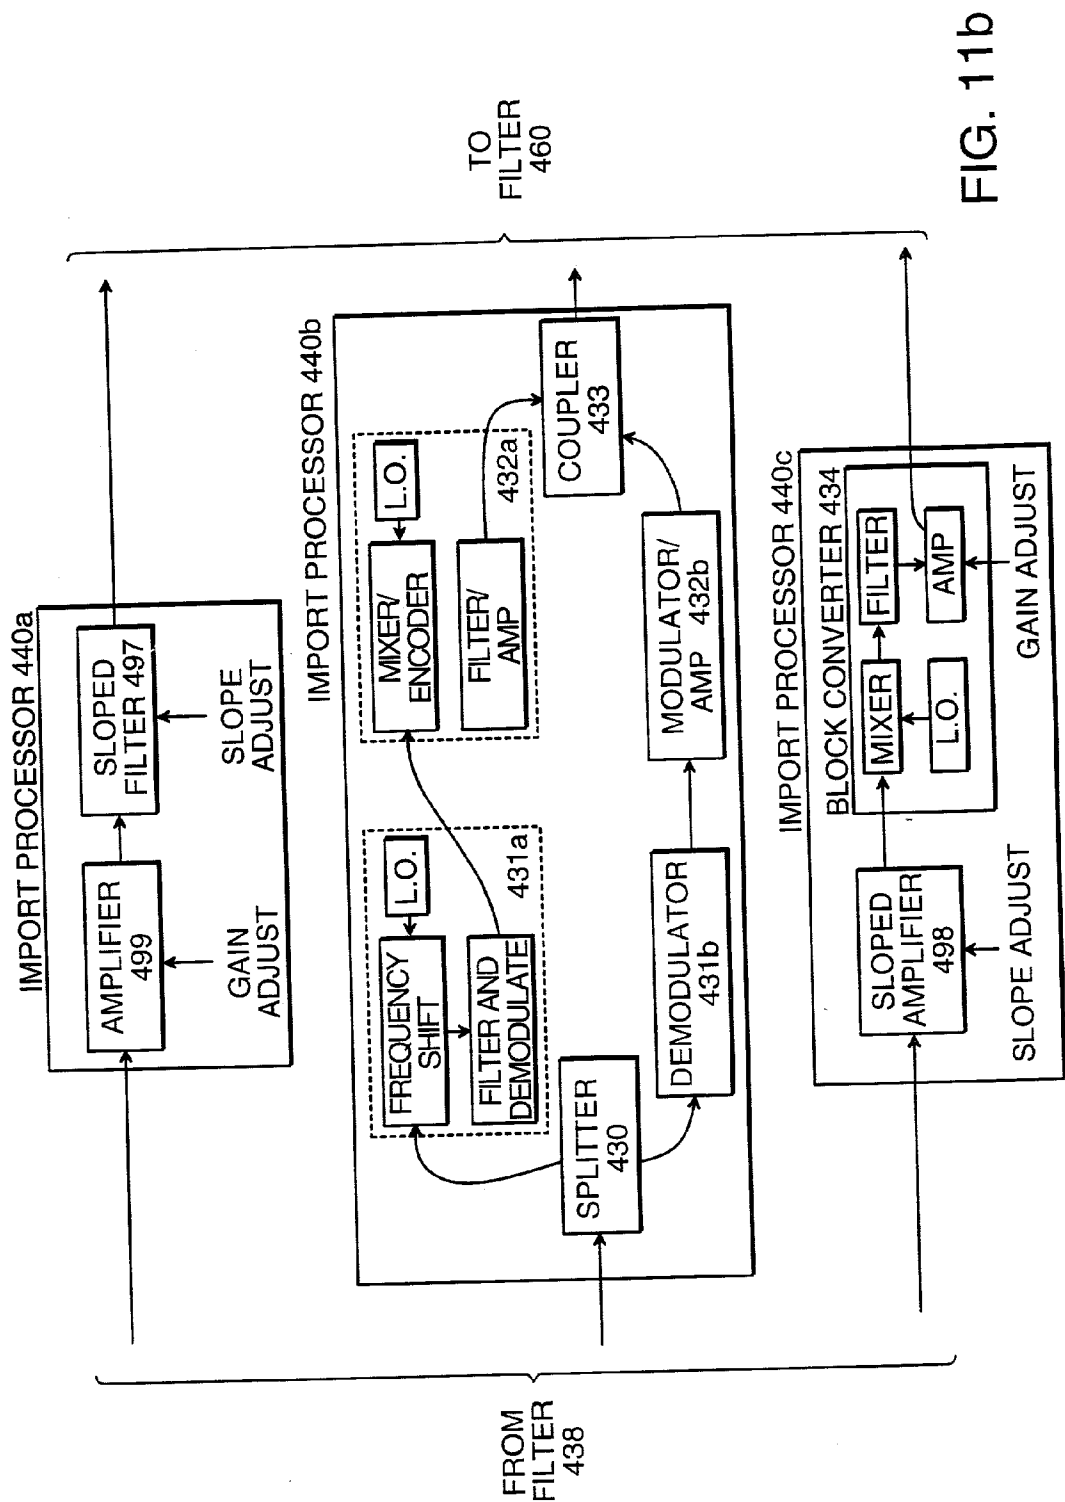 FROM
FILTER
438
IMPORT PROCESSOR 440a
AMPLIFIER
499
GAIN
ADJUST
SLOPED
FILTER 497
SLOPE
ADJUST
IMPORT PROCESSOR 440b
SPLITTER
430
FREQUENCY
SHIFT
L.O.
FILTER AND
DEMODULATE
431a
DEMODULATOR
431b
MIXER/
ENCODER
L.O.
FILTER/
AMP
432a
MODULATOR/
AMP 432b
COUPLER
433
IMPORT PROCESSOR 440c
BLOCK CONVERTER 434
SLOPED
AMPLIFIER
498
SLOPE ADJUST
MIXER
L.O.
FILTER
AMP
GAIN ADJUST
TO
FILTER
460
FIG. 11b